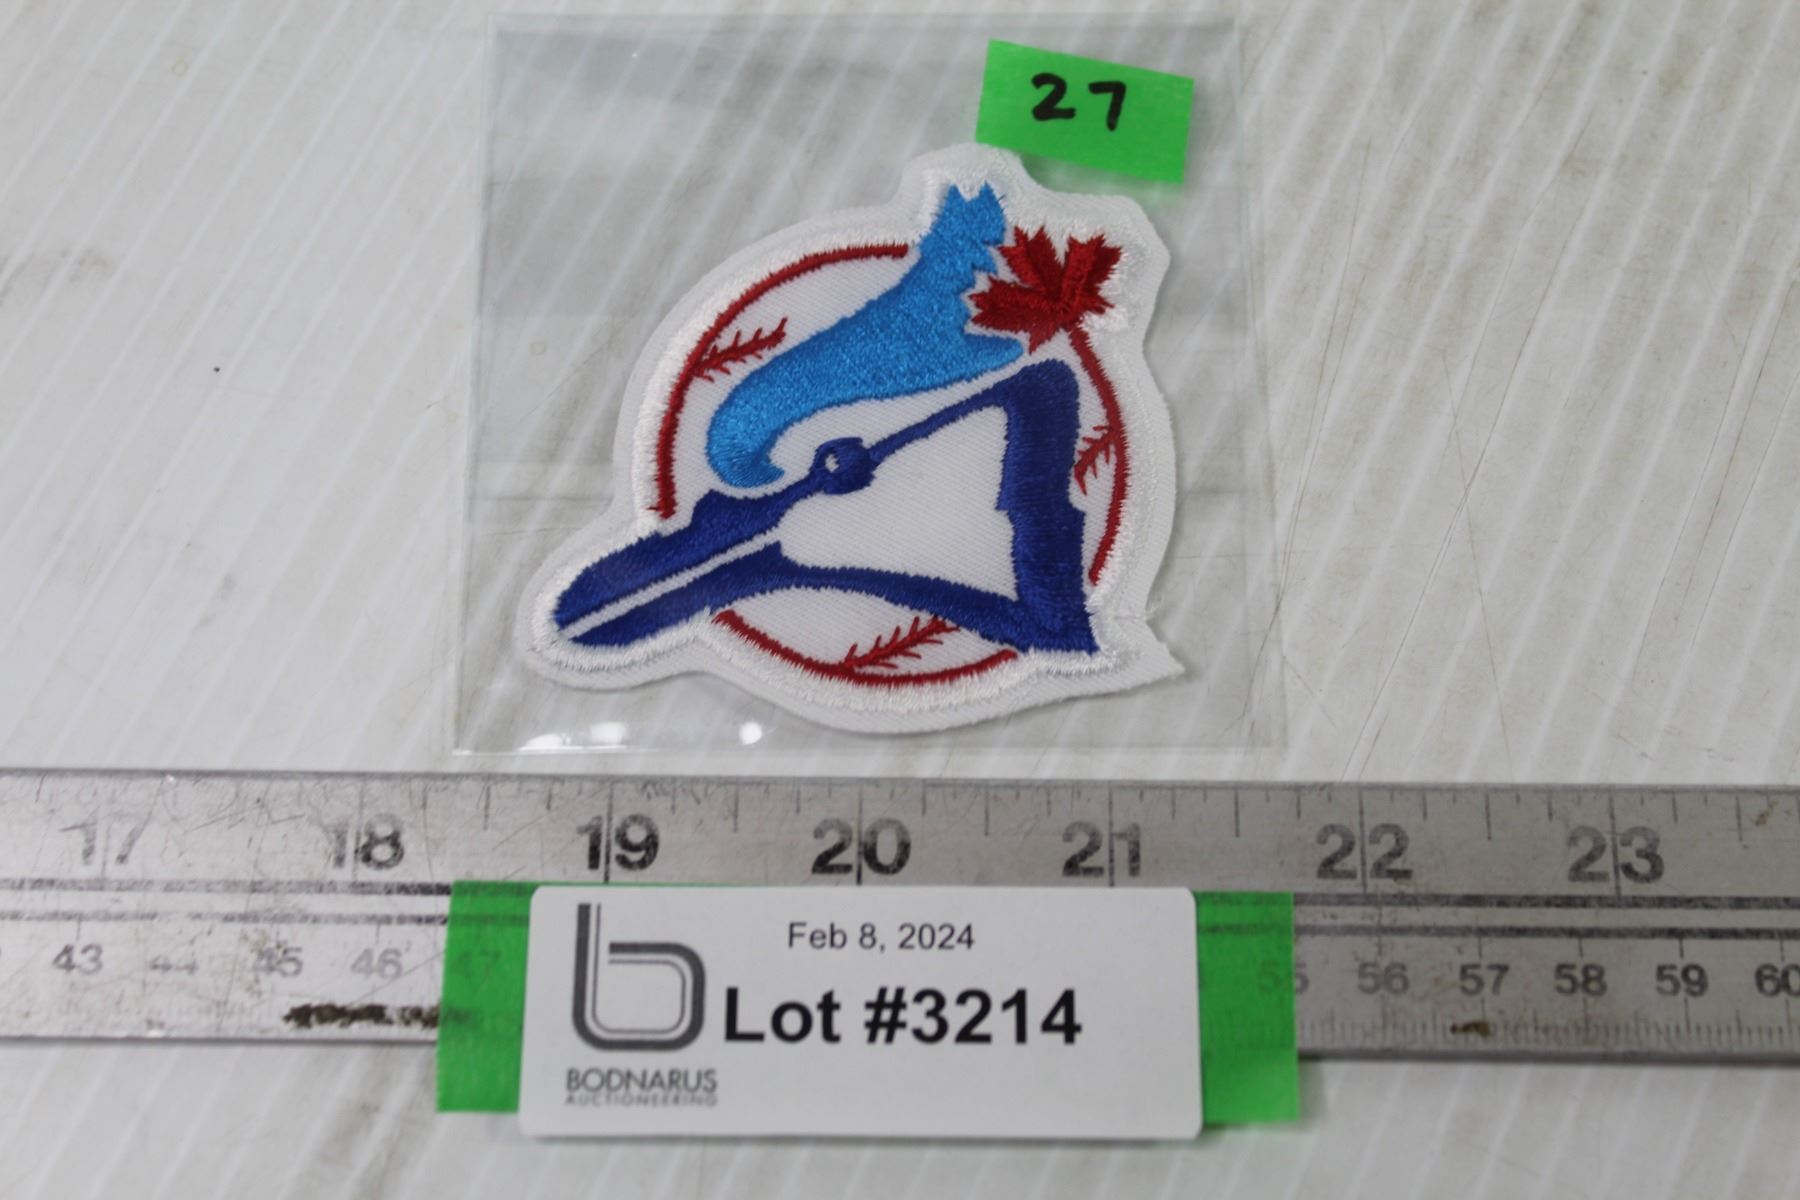 27
17 18 19 20 21 22 23
43 44 45 46 47 55 56 57 58 59 60
Feb 8, 2024
Lot #3214
BODNARUS
AUCTIONEERING